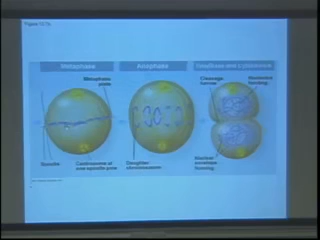 Metaphase
Anaphase
Telophase and Cytokinesis
Metaphase
plate
Cleavage
furrow
Nucleolus
forming
Spindle
Centrosome at
one spindle pole
Daughter
chromosomes
Nuclear
envelope
forming